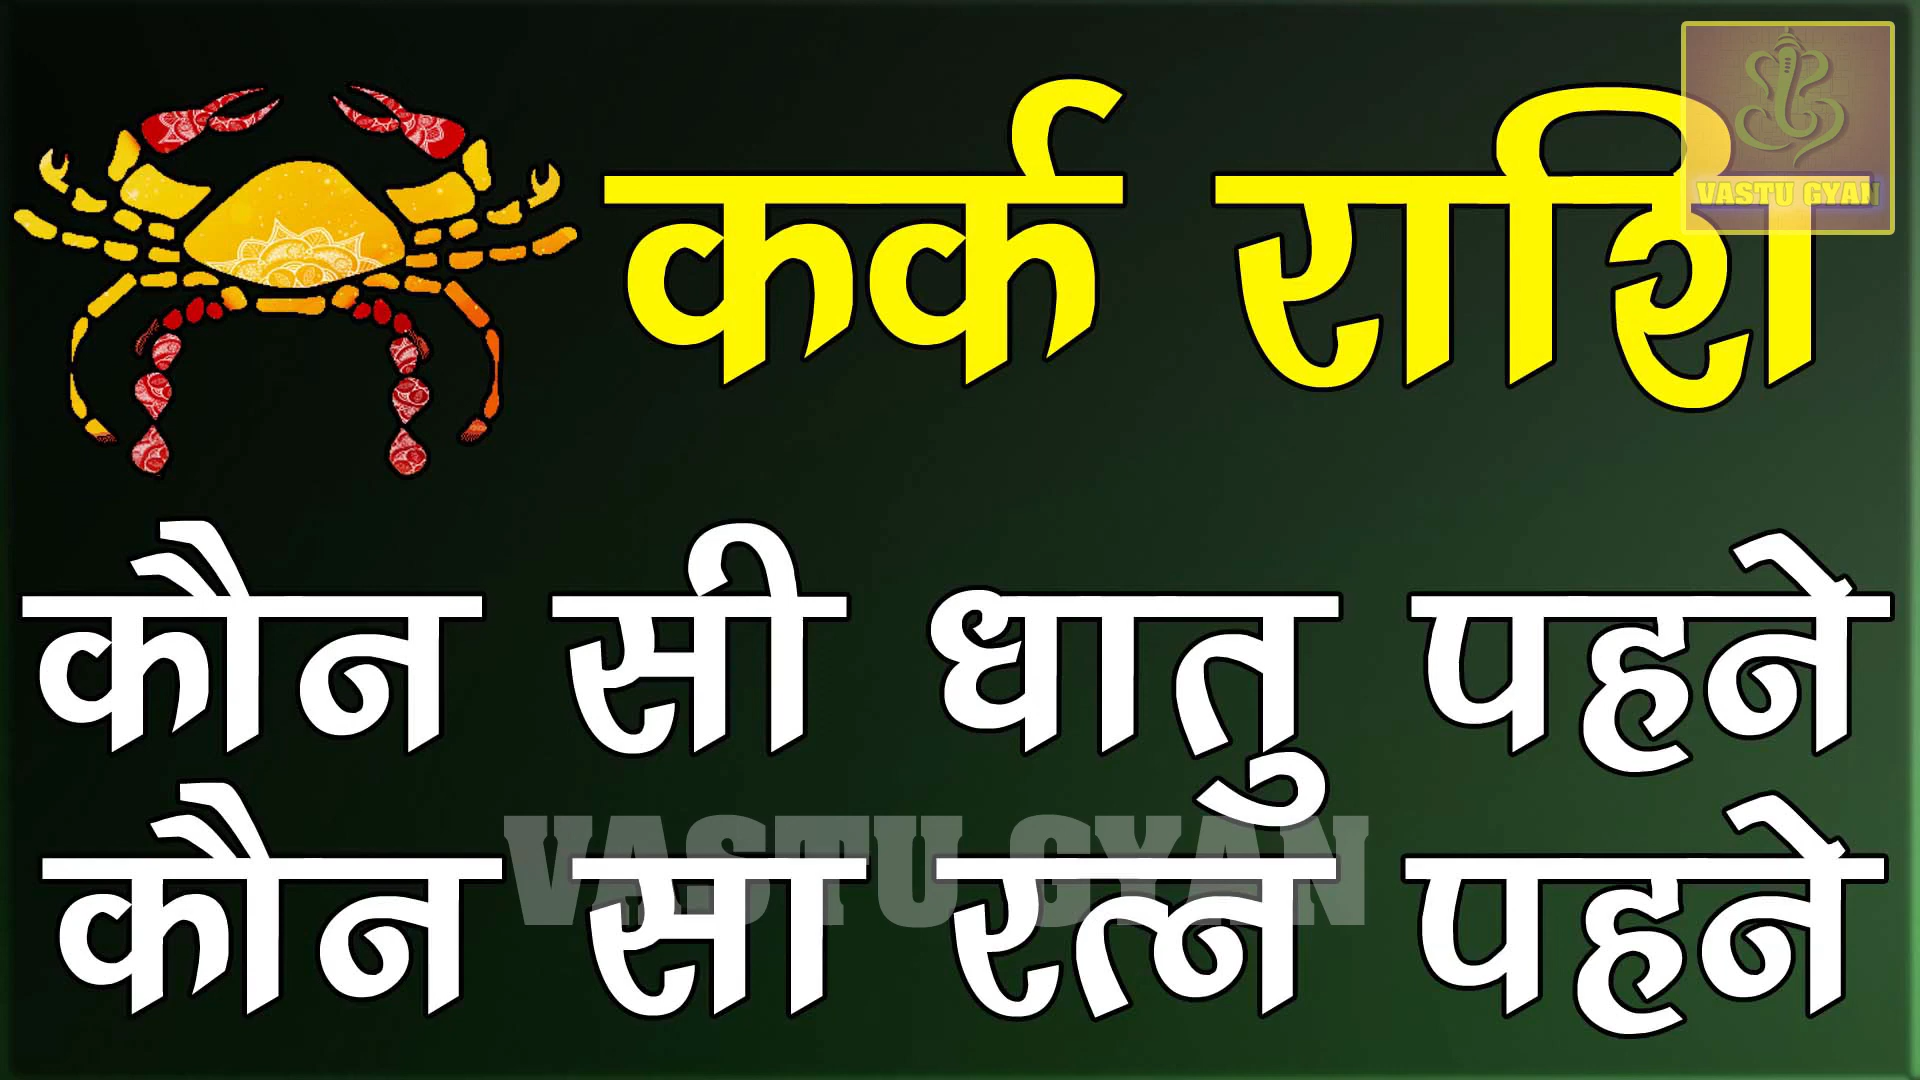 कर्क राशि
VASTU GYAN
कौन सी धातु पहने
कौन सा रत्न पहने
VASTU GYAN